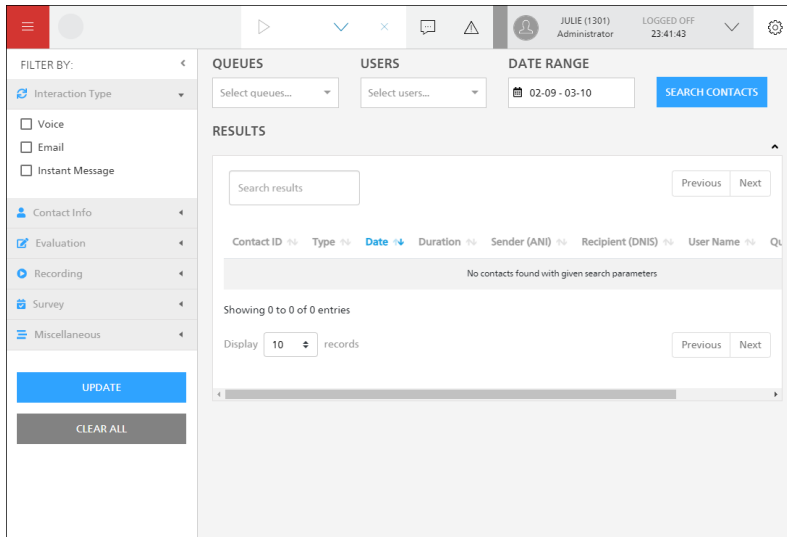 JULIE (1301)
Administrator
LOGGED OFF
23:41:43
FILTER BY:
Interaction Type
Voice
Email
Instant Message
Contact Info
Evaluation
Recording
Survey
Miscellaneous
UPDATE
CLEAR ALL
QUEUES USERS DATE RANGE
Select queues... Select users... 02-09 - 03-10 SEARCH CONTACTS
RESULTS
Search results Previous Next
Contact ID Type Date Duration Sender (ANI) Recipient (DNIS) User Name Qu
No contacts found with given search parameters
Showing 0 to 0 of 0 entries
Display 10 records Previous Next